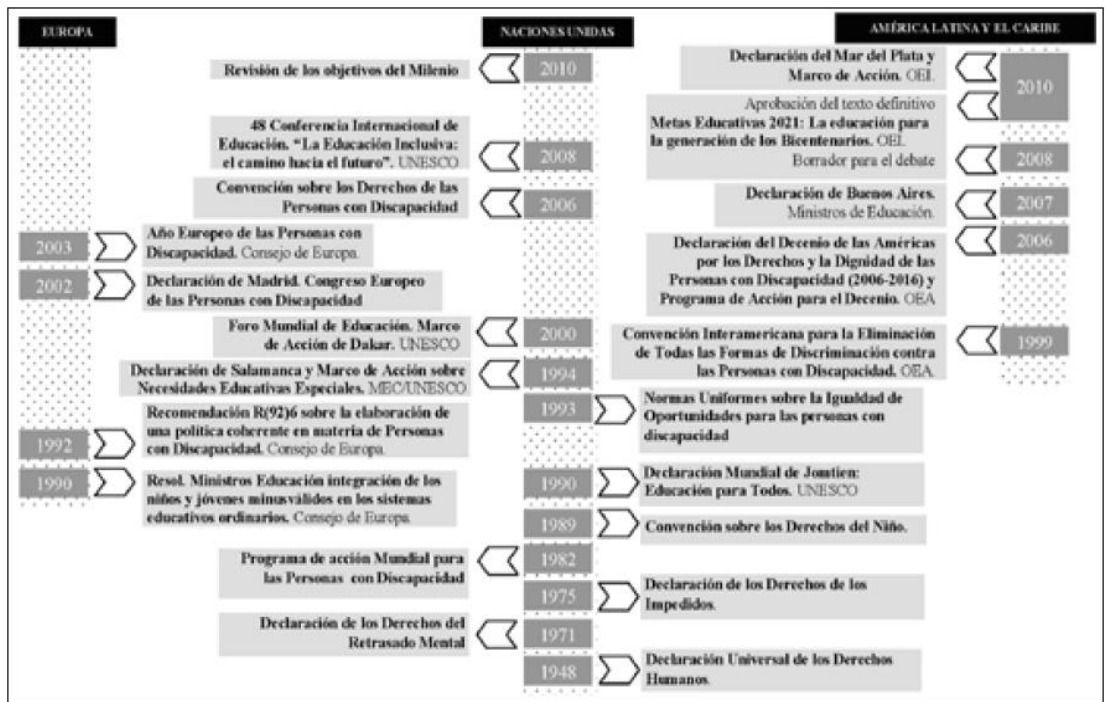 EUROPA
2003
Año Europeo de las Personas con
Discapacidad. Consejo de Europa.
2002
Declaración de Madrid. Congreso Europeo
de las Personas con Discapacidad
1992
Recomendación R(92)6 sobre la elaboración de
una política coherente en materia de Personas
con Discapacidad. Consejo de Europa.
1990
Resol. Ministros Educación integración de los
niños y jóvenes minusválidos en los sistemas
educativos ordinarios. Consejo de Europa.
NACIONES UNIDAS
Revisión de los objetivos del Milenio
2010
48 Conferencia Internacional de
Educación. “La Educación Inclusiva:
el camino hacia el futuro”. UNESCO
2008
Convención sobre los Derechos de las
Personas con Discapacidad
2006
Foro Mundial de Educación. Marco
de Acción de Dakar. UNESCO
2000
Declaración de Salamanca y Marco de Acción sobre
Necesidades Educativas Especiales. MEC/UNESCO
1994
1993
Normas Uniformes sobre la Igualdad de
Oportunidades para las personas con
discapacidad
1990
Declaración Mundial de Jomtien:
Educación para Todos. UNESCO
1989
Convención sobre los Derechos del Niño.
Programa de acción Mundial para
las Personas con Discapacidad
1982
1975
Declaración de los Derechos de los
Impedidos.
Declaración de los Derechos del
Retrasado Mental
1971
1948
Declaración Universal de los Derechos
Humanos.
AMÉRICA LATINA Y EL CARIBE
Declaración del Mar del Plata y
Marco de Acción. OEI.
2010
Aprobación del texto definitivo
Metas Educativas 2021: La educación para
la generación de los Bicentenarios. OEI.
Borrador para el debate
2008
Declaración de Buenos Aires.
Ministros de Educación.
2007
2006
Declaración del Decenio de las Américas
por los Derechos y la Dignidad de
las Personas con Discapacidad (2006-2016) y
Programa de Acción para el Decenio. OEA
Convención Interamericana para la Eliminación
de Todas las Formas de Discriminación contra
las Personas con Discapacidad. OEA
1999